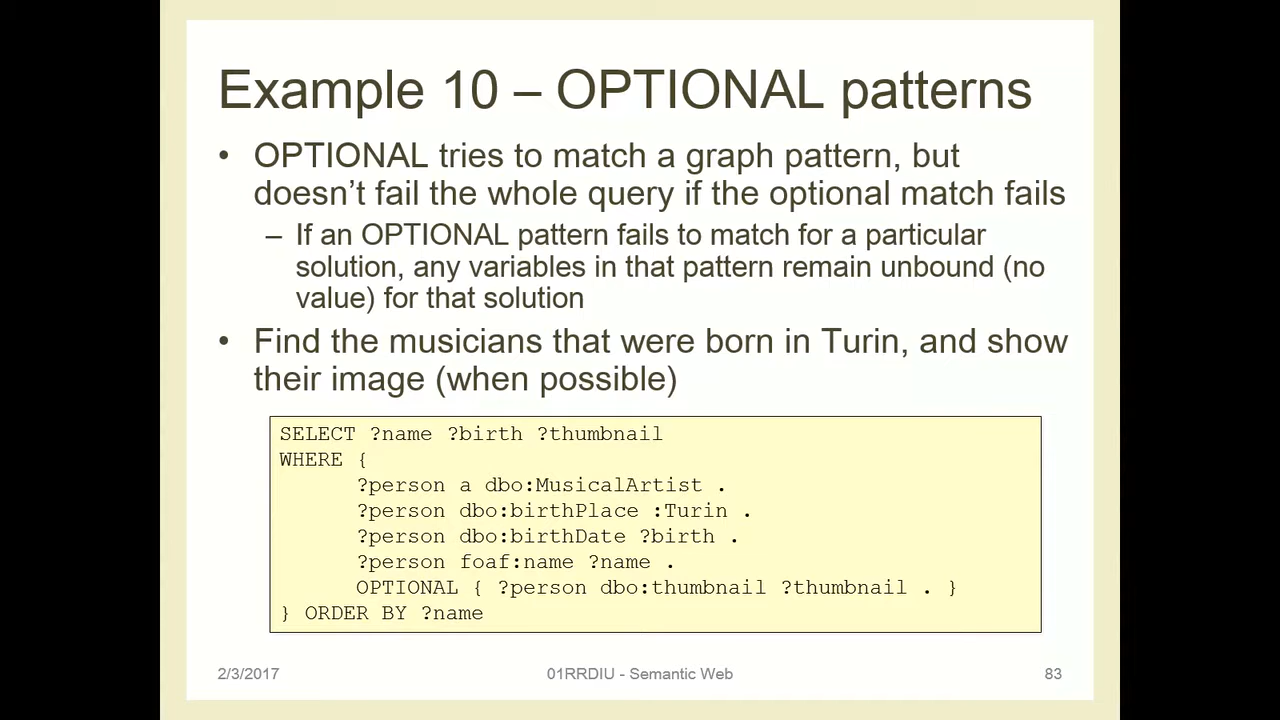 Example 10 – OPTIONAL patterns
• OPTIONAL tries to match a graph pattern, but
doesn’t fail the whole query if the optional match fails
– If an OPTIONAL pattern fails to match for a particular
solution, any variables in that pattern remain unbound (no
value) for that solution
• Find the musicians that were born in Turin, and show
their image (when possible)
SELECT ?name ?birth ?thumbnail
WHERE {
?person a dbo:MusicalArtist .
?person dbo:birthPlace :Turin .
?person dbo:birthDate ?birth .
?person foaf:name ?name .
OPTIONAL { ?person dbo:thumbnail ?thumbnail . }
} ORDER BY ?name
2/3/2017 01RRDIU - Semantic Web 83